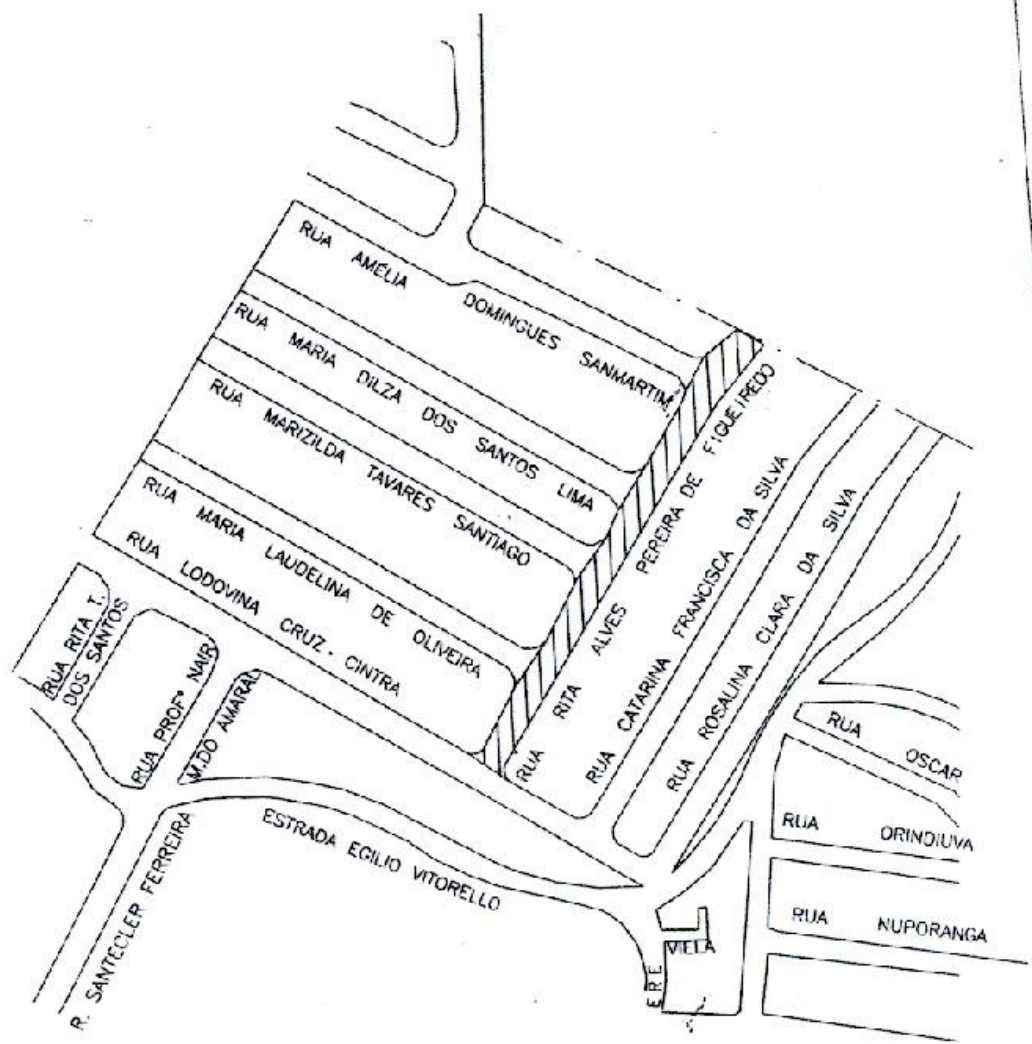 RUA AMÉLIA DOMINGUES SANMARTIM
RUA MARIA DILZA DOS SANTOS LIMA
RUA MARIZILDA TAVARES SANTIAGO
RUA MARIA LAUDELINA DE OLIVEIRA
RUA LODOVINA CRUZ - CINTRA
RUA RITA ALVES PEREIRA DE FIGUEIREDO
RUA CATARINA FRANCISCA DA SILVA
RUA ROSALINA CLARA DA SILVA
RUA RITA T.
DOS SANTOS
RUA PROFª NAIR
M.DO AMARAL
ESTRADA EGILIO VITORELLO
R. SANTECLER FERREIRA
RUA OSCAR
RUA ORINDIUVA
RUA NUPORANGA
VIELA
ERE